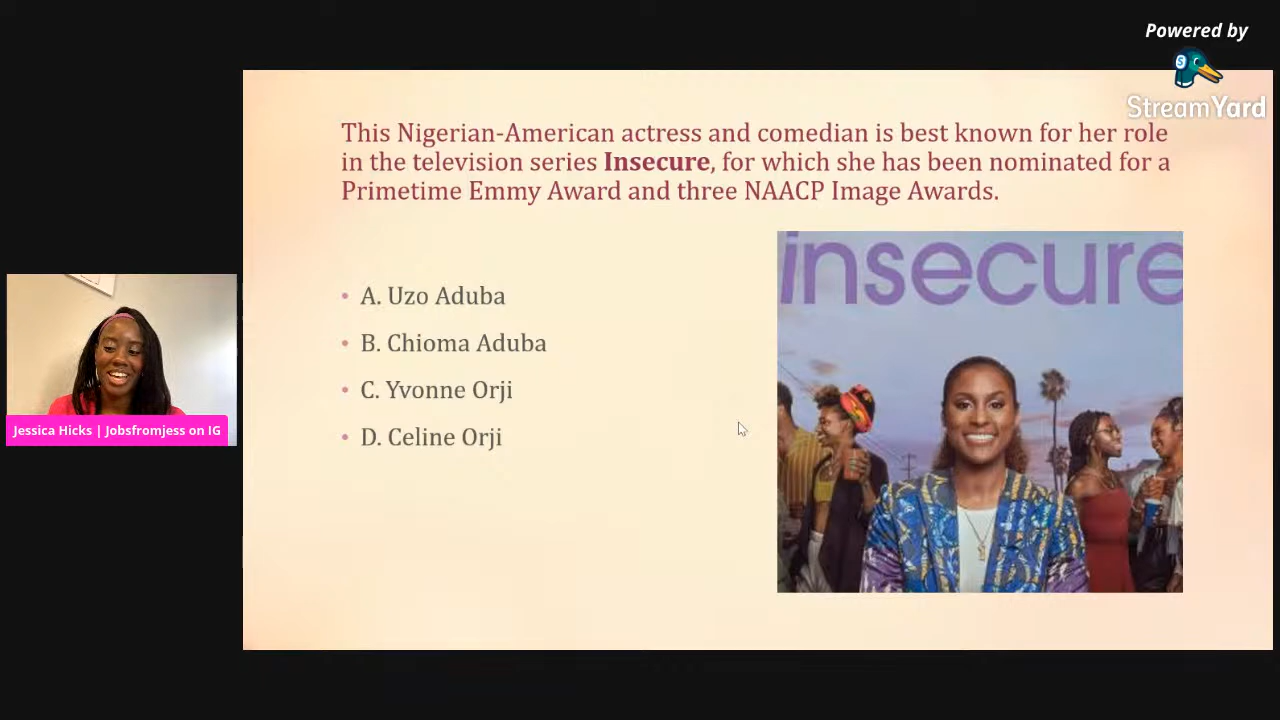 Powered by
StreamYard
This Nigerian-American actress and comedian is best known for her role
in the television series Insecure, for which she has been nominated for a
Primetime Emmy Award and three NAACP Image Awards.
insecure
• A. Uzo Aduba
• B. Chioma Aduba
• C. Yvonne Orji
• D. Celine Orji
Jessica Hicks | Jobsfromjess on IG